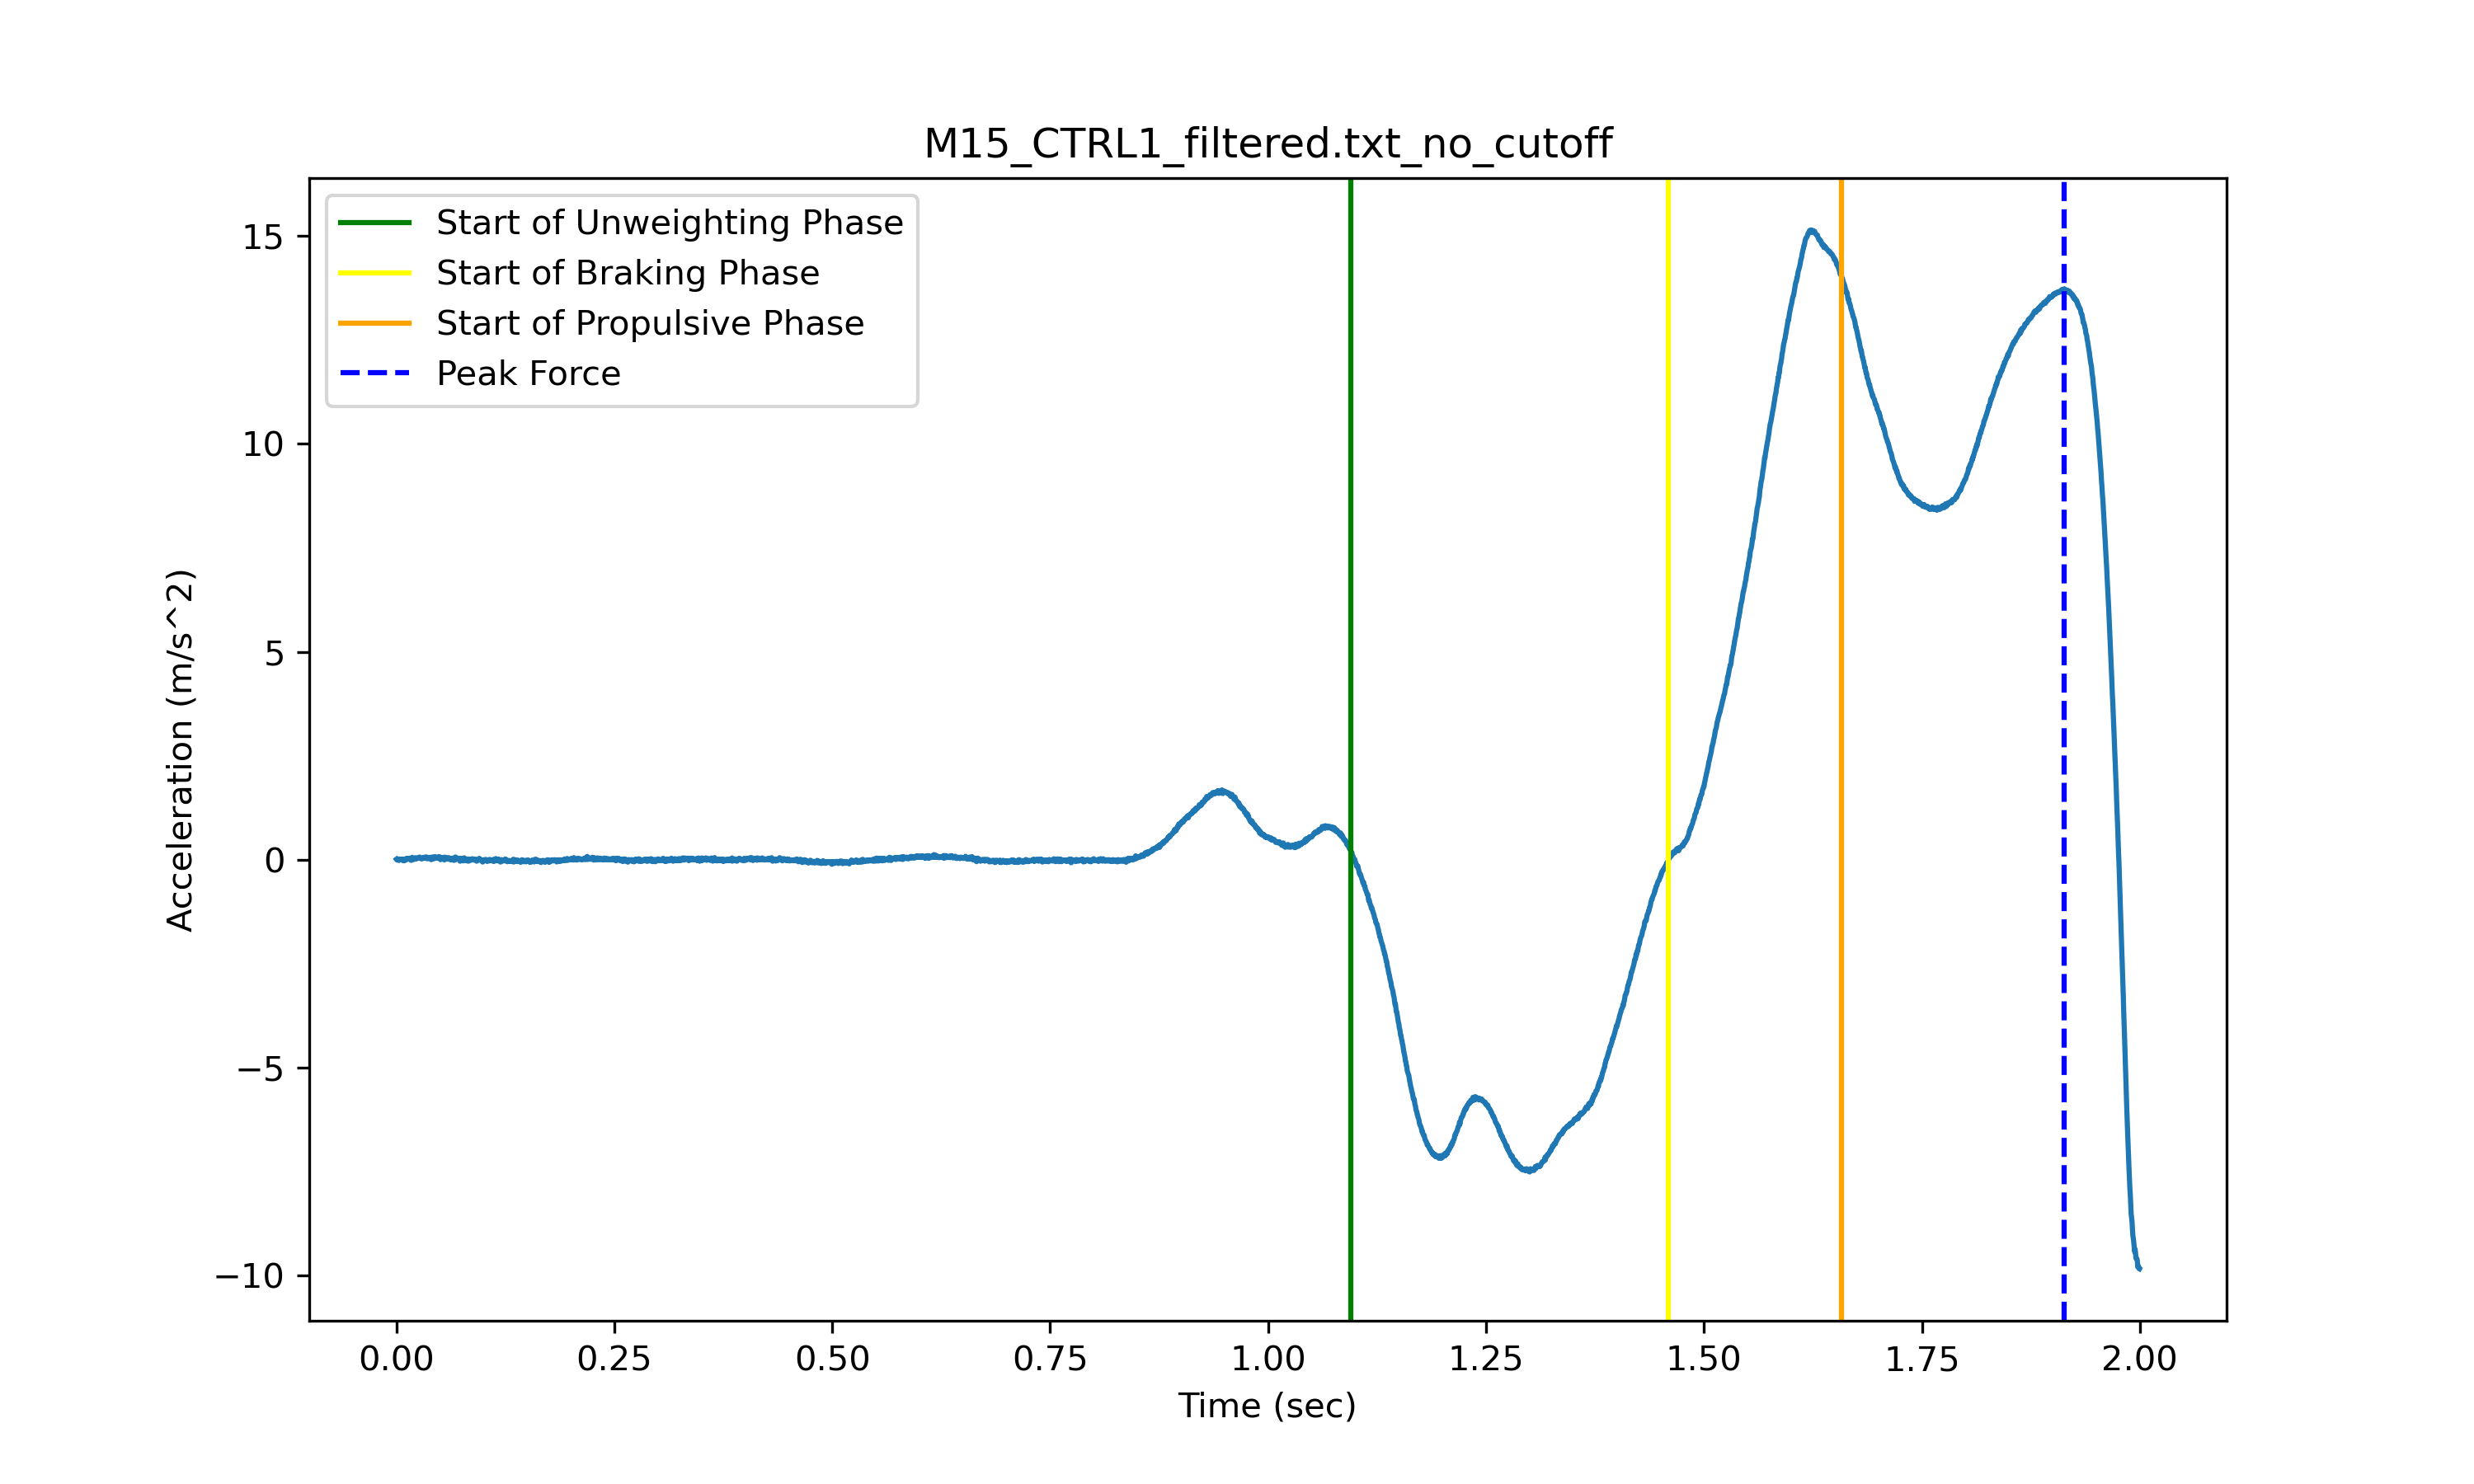 M15_CTRL1_filtered.txt_no_cutoff
Start of Unweighting Phase
Start of Braking Phase
Start of Propulsive Phase
Peak Force
15
10
5
0
−5
−10
Acceleration (m/s^2)
0.00 0.25 0.50 0.75 1.00 1.25 1.50 1.75 2.00
Time (sec)